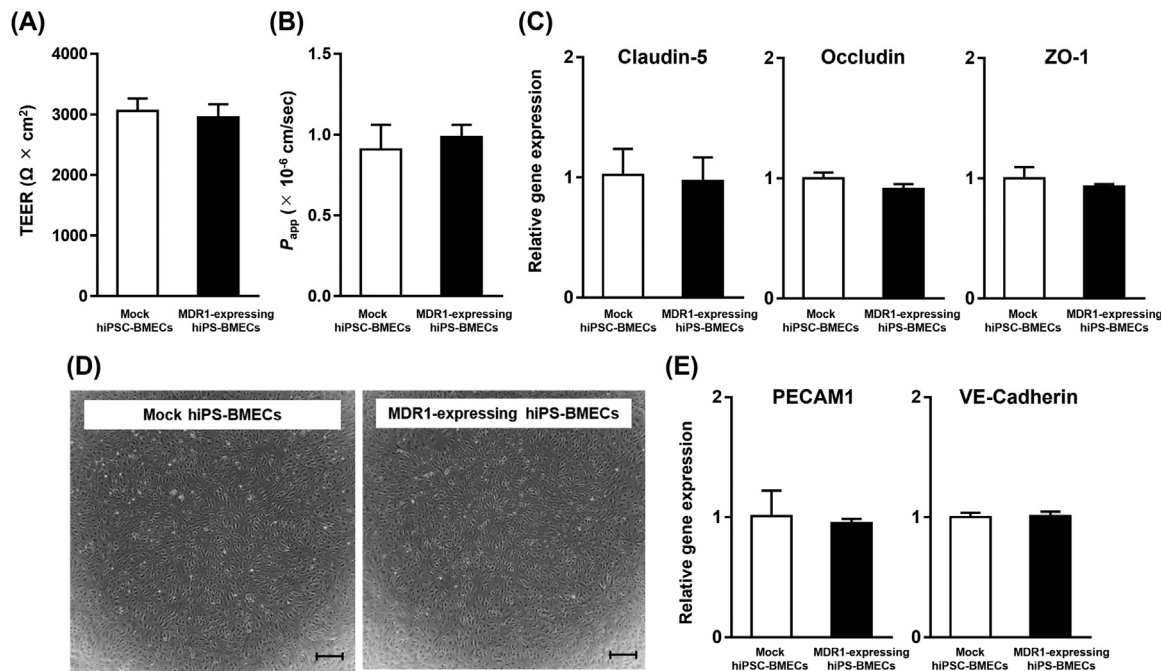 (A)
TEER (Ω × cm²)
4000
3000
2000
1000
0
Mock
hiPSC-BMECs
MDR1-expressing
hiPS-BMECs
(B)
Papp (× 10⁻⁶ cm/sec)
1.5
1.0
0.5
0.0
Mock
hiPSC-BMECs
MDR1-expressing
hiPS-BMECs
(C)
Relative gene expression
Claudin-5
2
1
0
Mock
hiPSC-BMECs
MDR1-expressing
hiPS-BMECs
Occludin
2
1
0
Mock
hiPSC-BMECs
MDR1-expressing
hiPS-BMECs
ZO-1
2
1
0
Mock
hiPSC-BMECs
MDR1-expressing
hiPS-BMECs
(D)
Mock hiPS-BMECs
MDR1-expressing hiPS-BMECs
(E)
Relative gene expression
PECAM1
2
1
0
Mock
hiPSC-BMECs
MDR1-expressing
hiPS-BMECs
VE-Cadherin
2
1
0
Mock
hiPSC-BMECs
MDR1-expressing
hiPS-BMECs